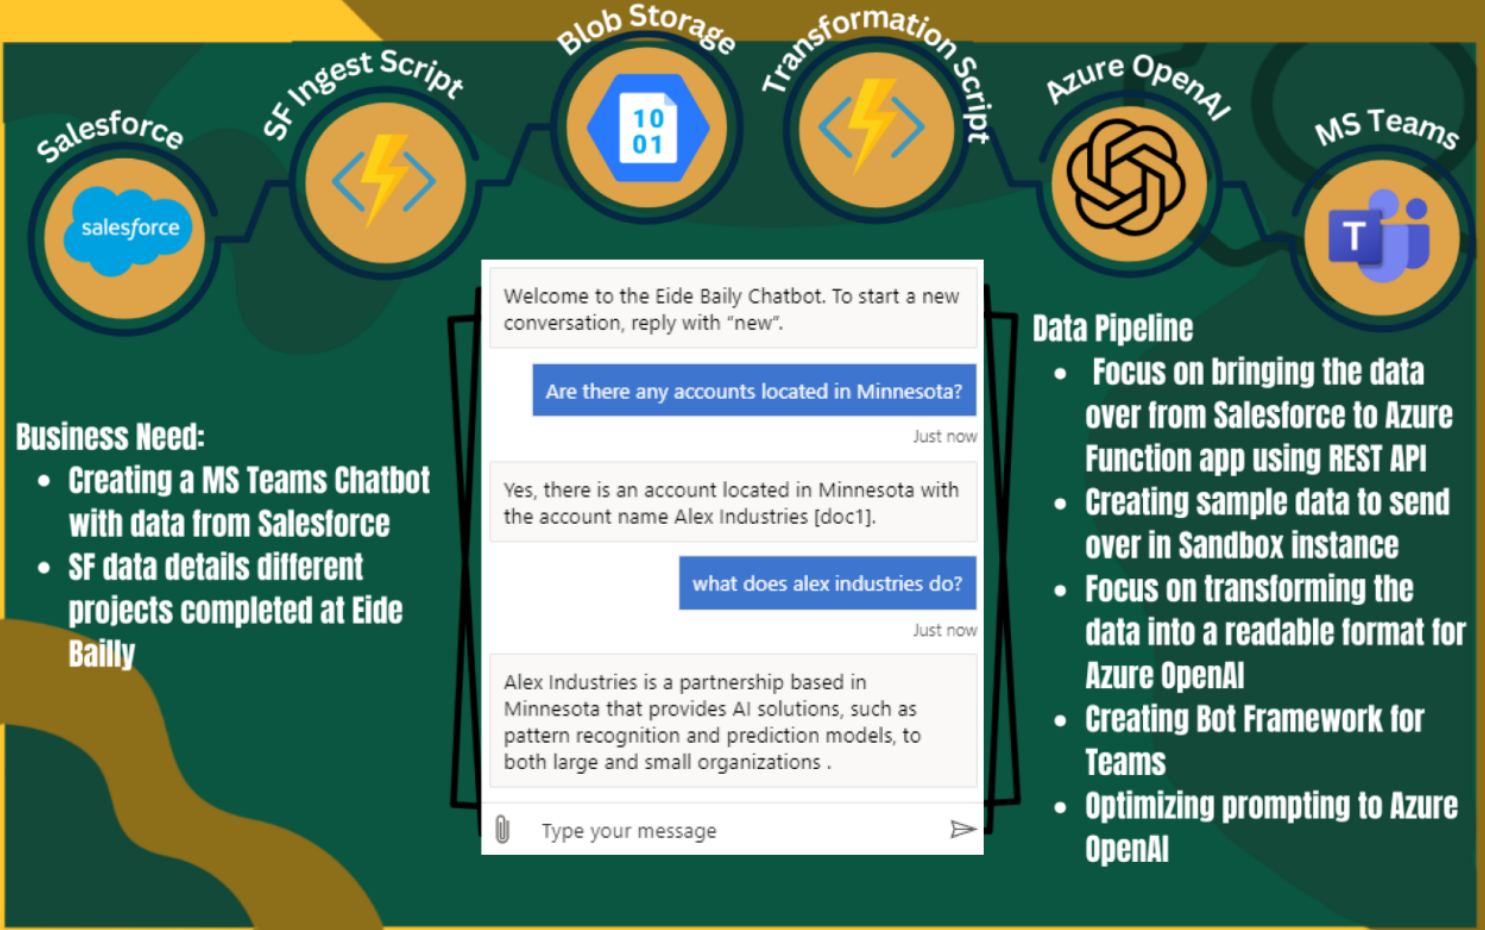 Salesforce
SF Ingest Script
Blob Storage
Transformation Script
Azure OpenAI
MS Teams
salesforce
10
01
T
Welcome to the Eide Baily Chatbot. To start a new
conversation, reply with “new”.
Are there any accounts located in Minnesota?
Just now
Yes, there is an account located in Minnesota with
the account name Alex Industries [doc1].
what does alex industries do?
Just now
Alex Industries is a partnership based in
Minnesota that provides AI solutions, such as
pattern recognition and prediction models, to
both large and small organizations .
Type your message
Business Need:
• Creating a MS Teams Chatbot
with data from Salesforce
• SF data details different
projects completed at Eide
Bailly
Data Pipeline
• Focus on bringing the data
over from Salesforce to Azure
Function app using REST API
• Creating sample data to send
over in Sandbox instance
• Focus on transforming the
data into a readable format for
Azure OpenAI
• Creating Bot Framework for
Teams
• Optimizing prompting to Azure
OpenAI